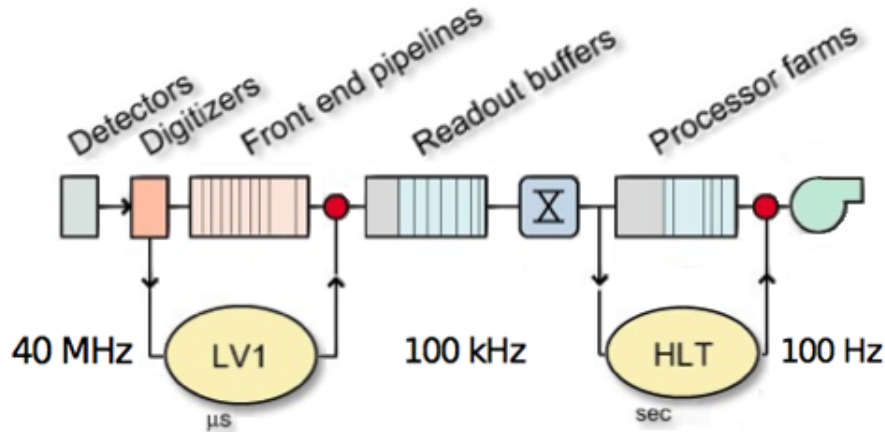 Detectors
Digitizers
Front end pipelines
Readout buffers
Processor farms
40 MHz
LV1
μs
100 kHz
HLT
sec
100 Hz